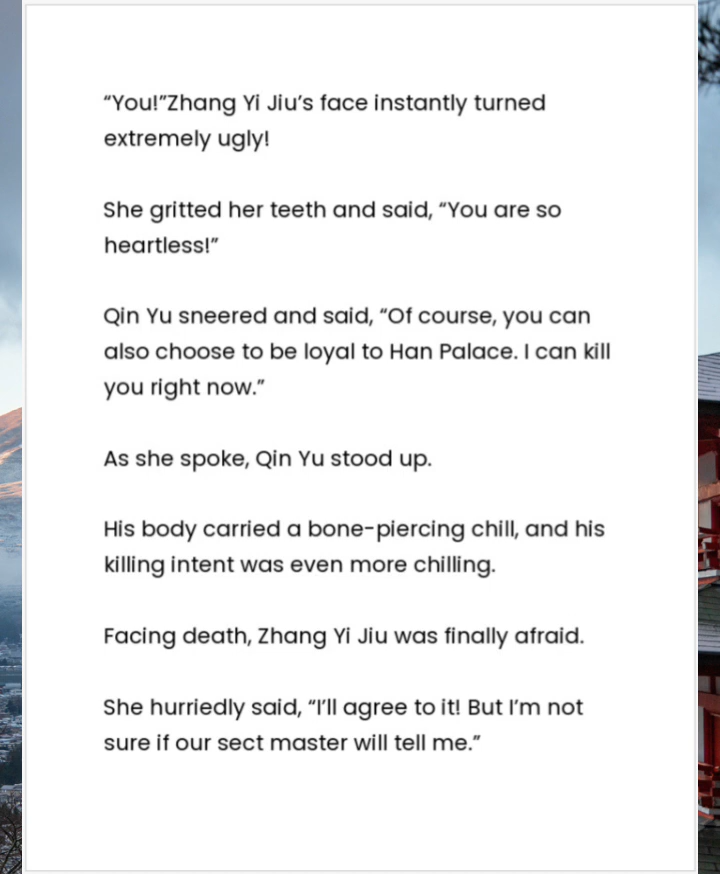 “You!”Zhang Yi Jiu’s face instantly turned
extremely ugly!
She gritted her teeth and said, “You are so
heartless!”
Qin Yu sneered and said, “Of course, you can
also choose to be loyal to Han Palace. I can kill
you right now.”
As she spoke, Qin Yu stood up.
His body carried a bone-piercing chill, and his
killing intent was even more chilling.
Facing death, Zhang Yi Jiu was finally afraid.
She hurriedly said, “I’ll agree to it! But I’m not
sure if our sect master will tell me.”